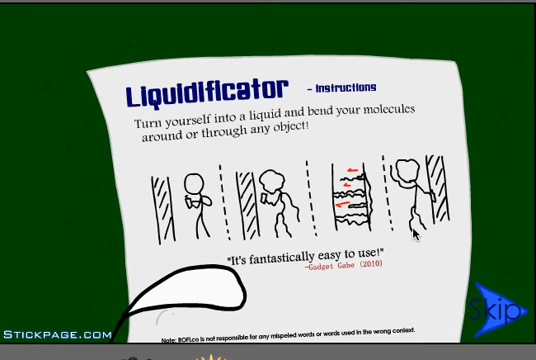 Liquidificator - Instructions
Turn yourself into a liquid and bend your molecules
around or through any object!
"It's fantastically easy to use!"
-Gadget Gabe (2010)
Skip
STICKPAGE.COM
Note: ROFLco is not responsible for any mispeled words or words used in the wrong context.